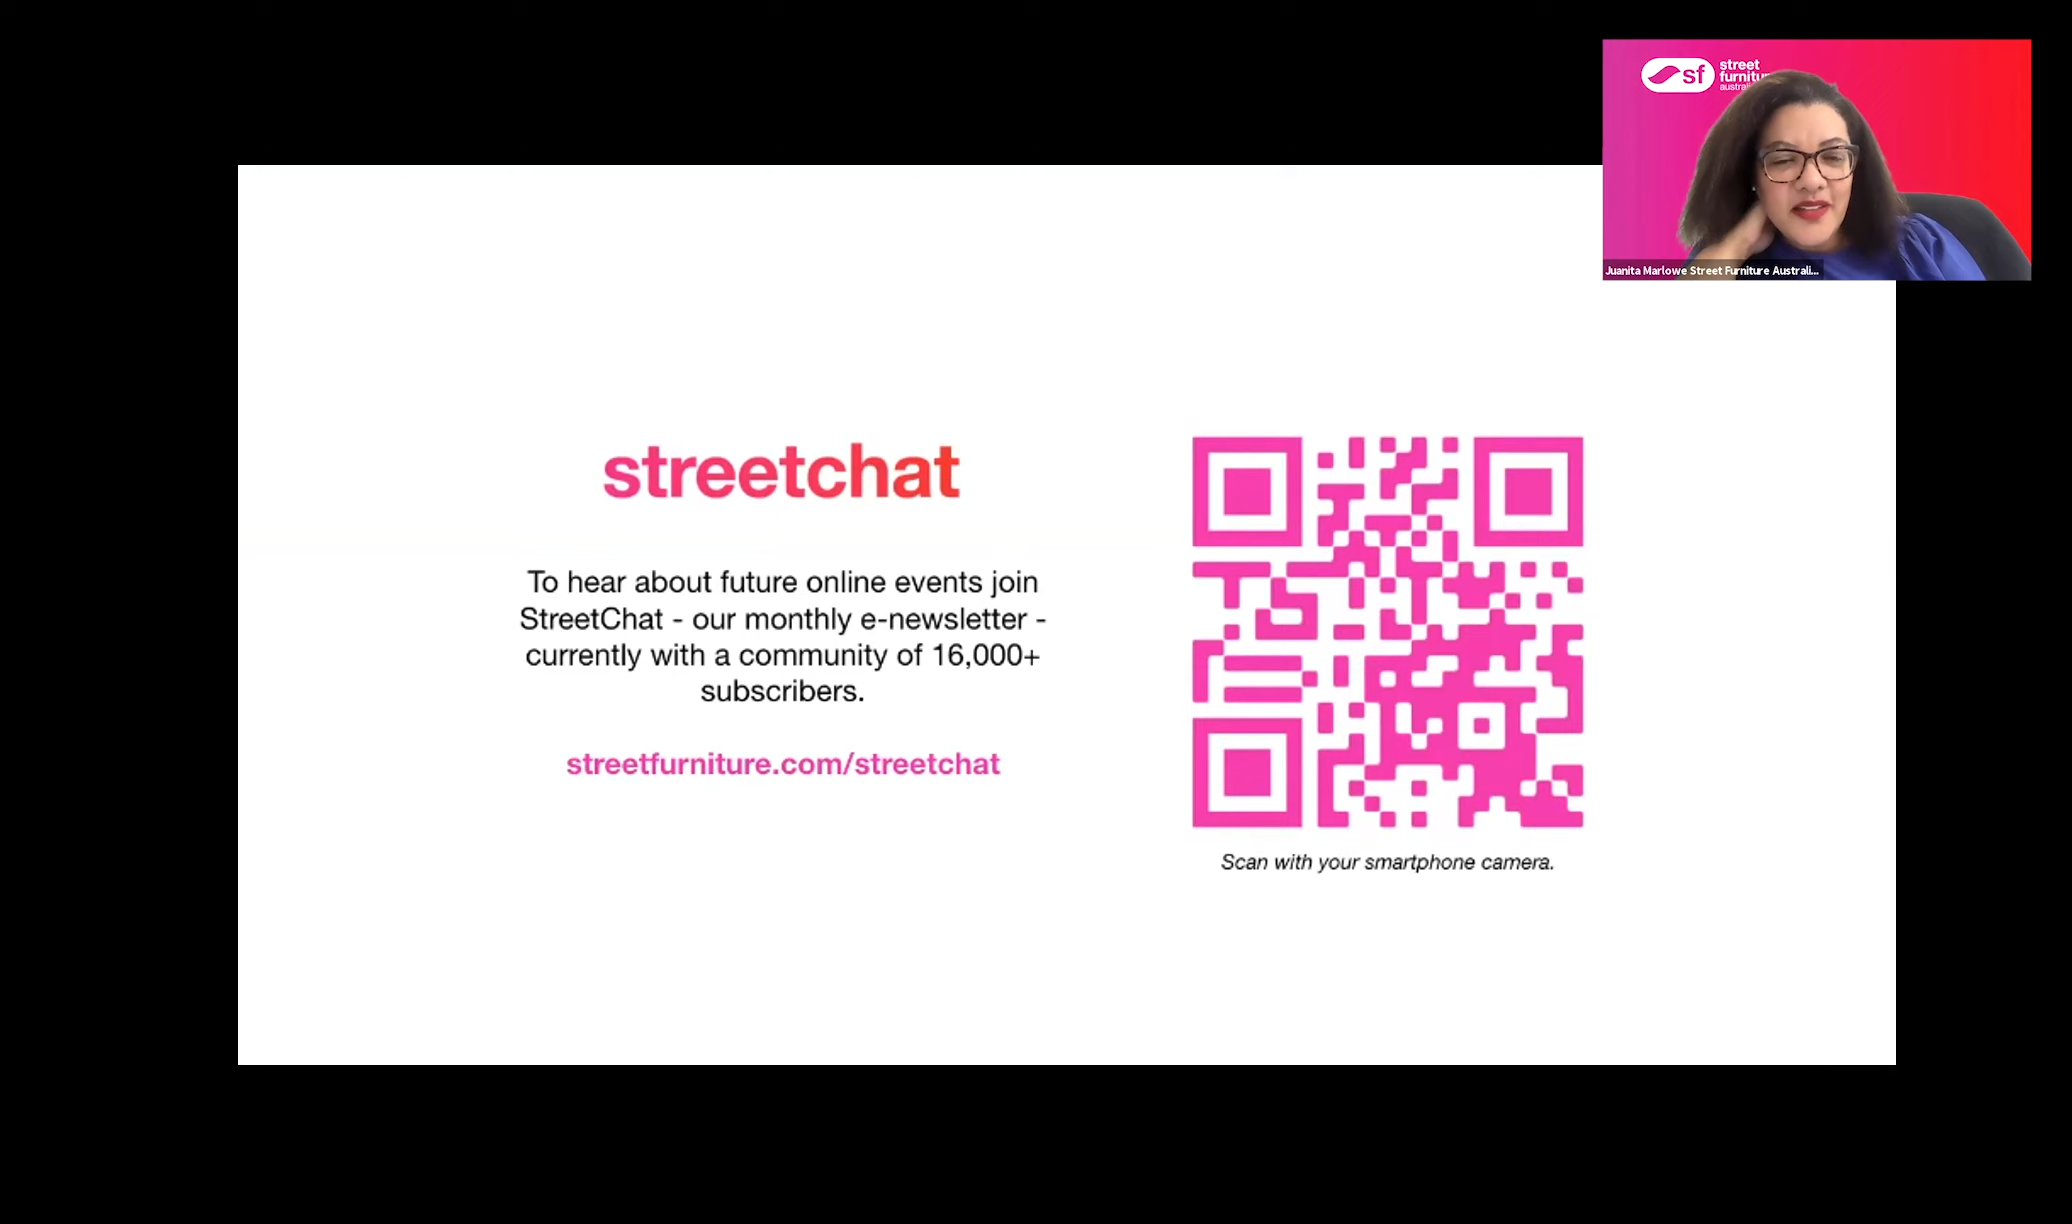 sf
street
furnitu
australi
Juanita Marlowe Street Furniture Australi...
streetchat
To hear about future online events join
StreetChat - our monthly e-newsletter -
currently with a community of 16,000+
subscribers.
streetfurniture.com/streetchat
Scan with your smartphone camera.